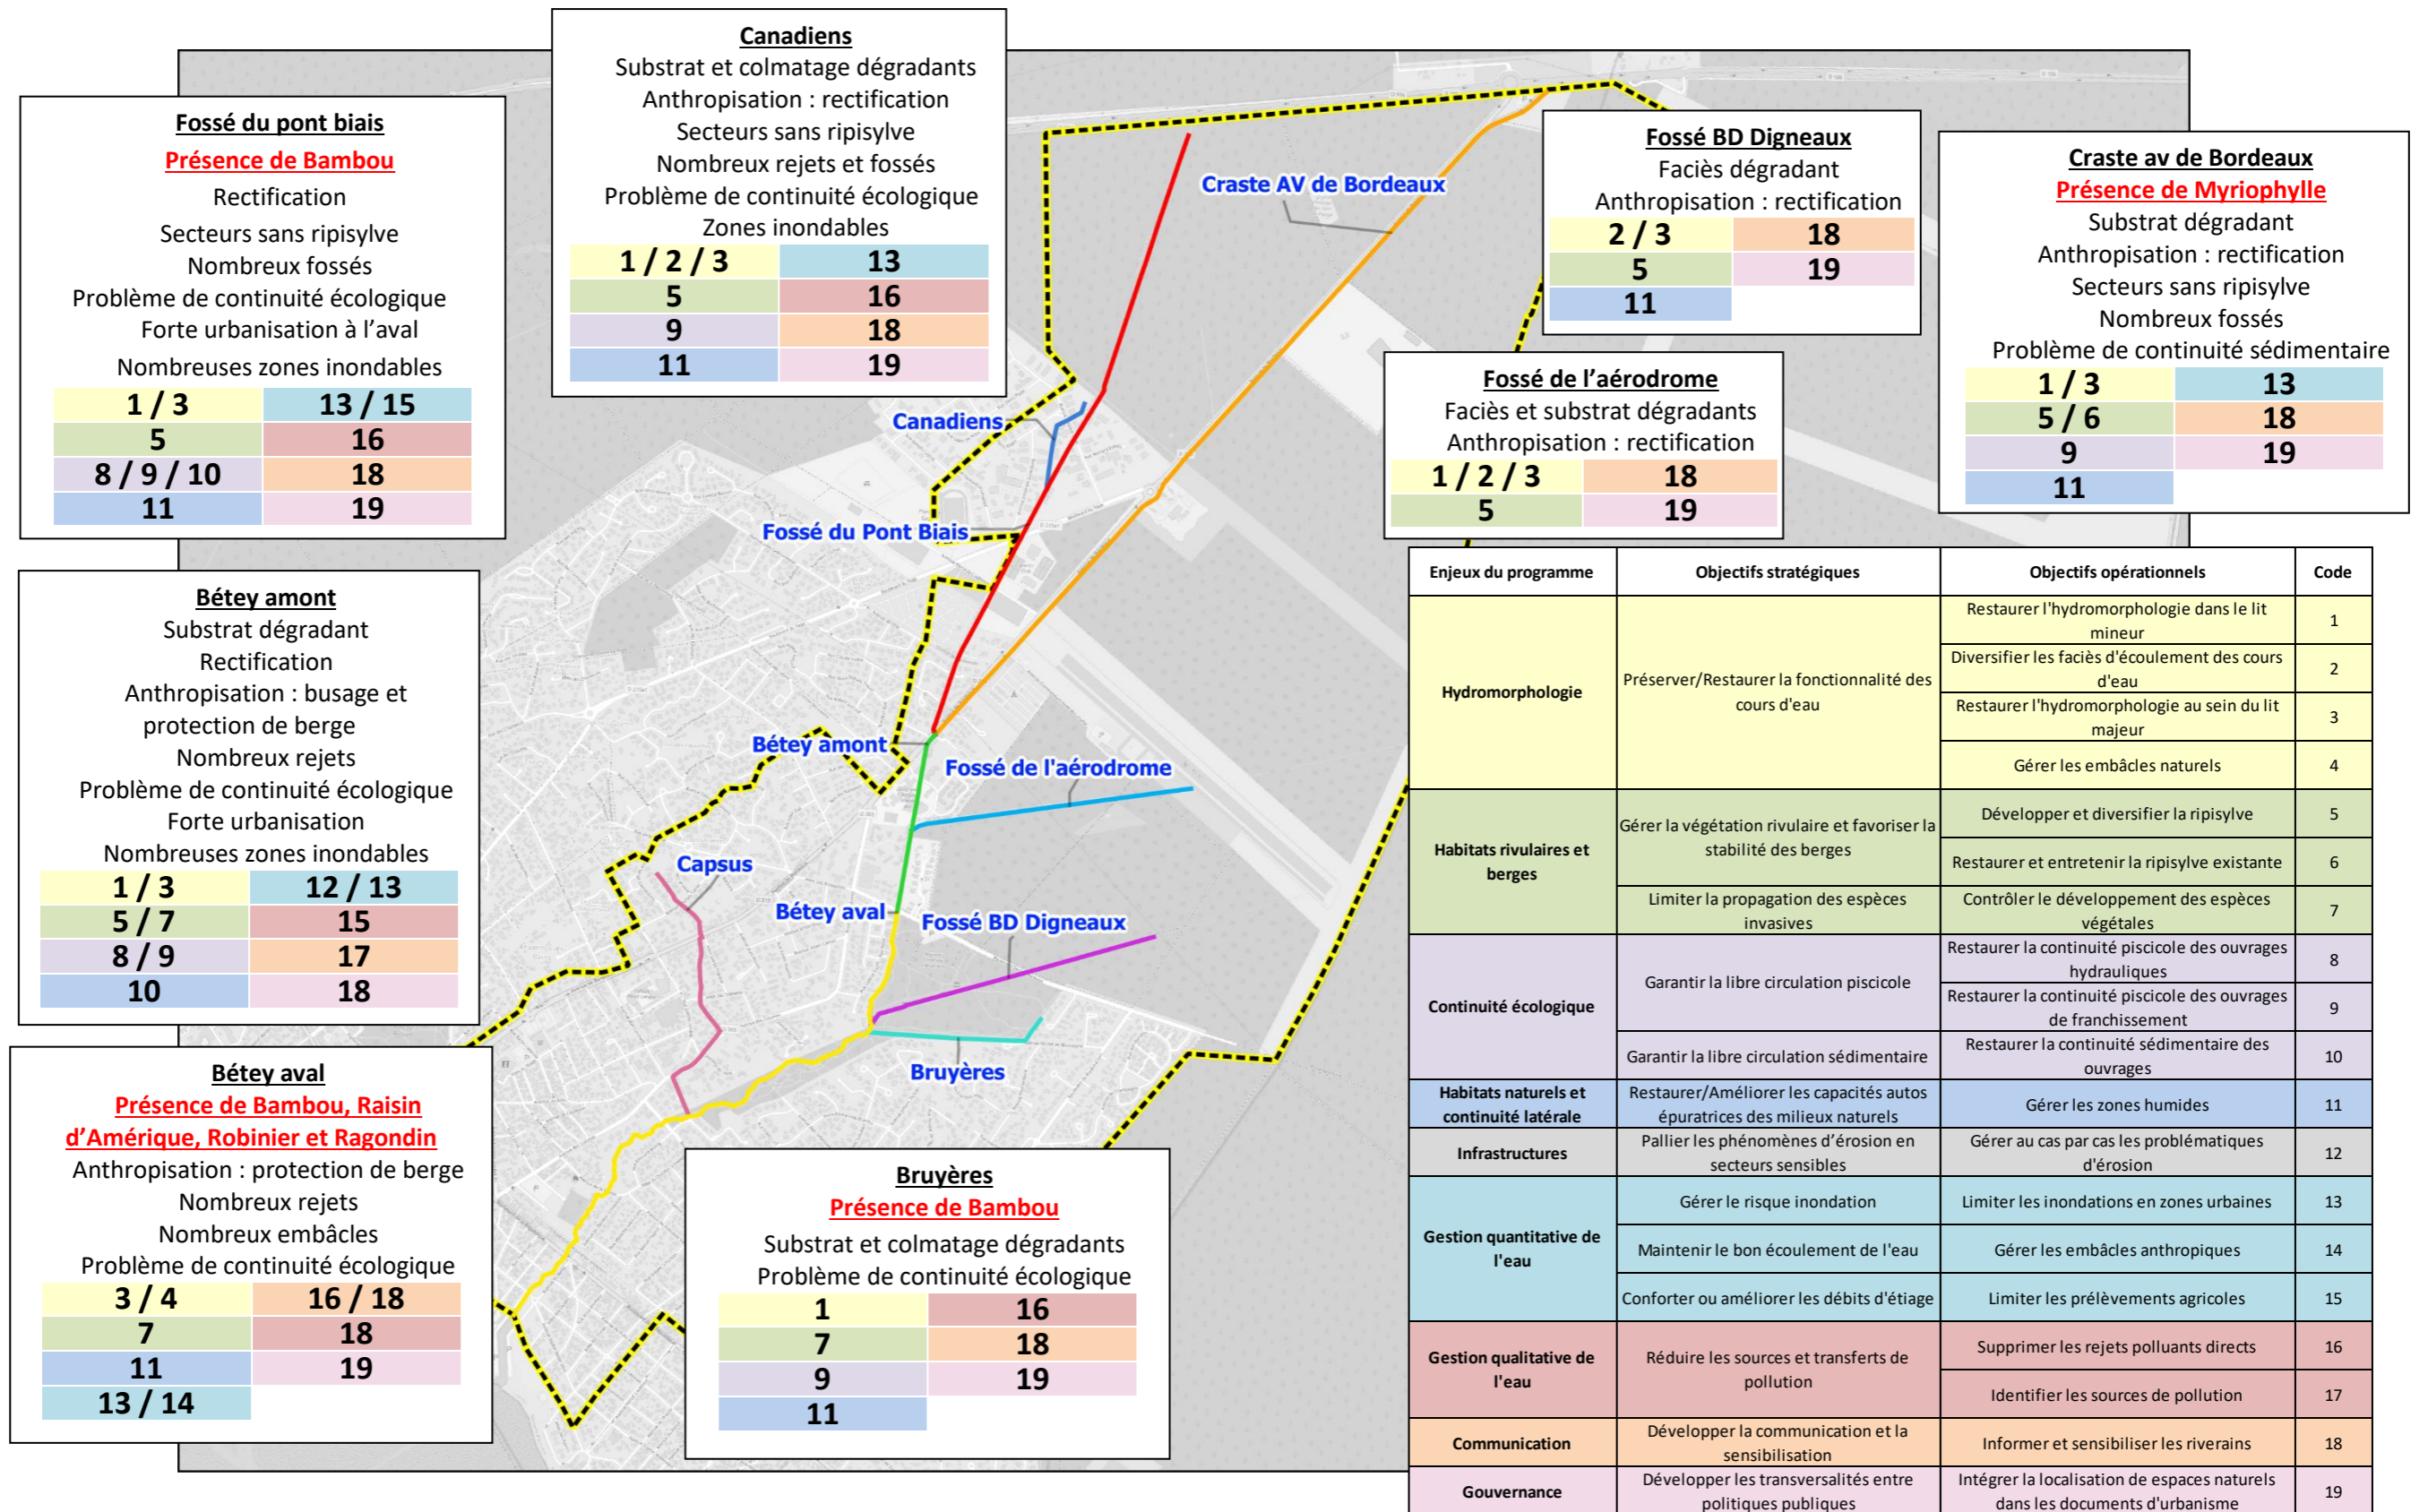 Canadiens
Substrat et colmatage dégradants
Anthropisation : rectification
Secteurs sans ripisylve
Nombreux rejets et fossés
Problème de continuité écologique
Zones inondables
1 / 2 / 3 13
5 16
9 18
11 19
Fossé du pont biais
Présence de Bambou
Rectification
Secteurs sans ripisylve
Nombreux fossés
Problème de continuité écologique
Forte urbanisation à l’aval
Nombreuses zones inondables
1 / 3 13 / 15
5 16
8 / 9 / 10 18
11 19
Fossé BD Digneaux
Faciès dégradant
Anthropisation : rectification
2 / 3 18
5 19
11
Craste av de Bordeaux
Présence de Myriophylle
Substrat dégradant
Anthropisation : rectification
Secteurs sans ripisylve
Nombreux fossés
Problème de continuité sédimentaire
1 / 3 13
5 / 6 18
9 19
11
Fossé de l’aérodrome
Faciès et substrat dégradants
Anthropisation : rectification
1 / 2 / 3 18
5 19
Bétey amont
Substrat dégradant
Rectification
Anthropisation : busage et
protection de berge
Nombreux rejets
Problème de continuité écologique
Forte urbanisation
Nombreuses zones inondables
1 / 3 12 / 13
5 / 7 15
8 / 9 17
10 18
Bétey aval
Présence de Bambou, Raisin
d’Amérique, Robinier et Ragondin
Anthropisation : protection de berge
Nombreux rejets
Nombreux embâcles
Problème de continuité écologique
3 / 4 16 / 18
7 18
11 19
13 / 14
Bruyères
Présence de Bambou
Substrat et colmatage dégradants
Problème de continuité écologique
1 16
7 18
9 19
11
Craste AV de Bordeaux
Canadiens
Fossé du Pont Biais
Bétey amont
Fossé de l'aérodrome
Capsus
Bétey aval
Fossé BD Digneaux
Bruyères
Enjeux du programme Objectifs stratégiques Objectifs opérationnels Code
Hydromorphologie
Préserver/Restaurer la fonctionnalité des
cours d'eau
Restaurer l'hydromorphologie dans le lit
mineur
1
Diversifier les faciès d'écoulement des cours
d'eau
2
Restaurer l'hydromorphologie au sein du lit
majeur
3
Gérer les embâcles naturels 4
Habitats rivulaires et
berges
Gérer la végétation rivulaire et favoriser la
stabilité des berges
Développer et diversifier la ripisylve 5
Restaurer et entretenir la ripisylve existante 6
Limiter la propagation des espèces
invasives
Contrôler le développement des espèces
végétales
7
Continuité écologique
Garantir la libre circulation piscicole
Restaurer la continuité piscicole des ouvrages
hydrauliques
8
Restaurer la continuité piscicole des ouvrages
de franchissement
9
Garantir la libre circulation sédimentaire
Restaurer la continuité sédimentaire des
ouvrages
10
Habitats naturels et
continuité latérale
Restaurer/Améliorer les capacités autos
épuratrices des milieux naturels
Gérer les zones humides 11
Infrastructures
Pallier les phénomènes d’érosion en
secteurs sensibles
Gérer au cas par cas les problématiques
d'érosion
12
Gestion quantitative de
l'eau
Gérer le risque inondation Limiter les inondations en zones urbaines 13
Maintenir le bon écoulement de l'eau Gérer les embâcles anthropiques 14
Conforter ou améliorer les débits d'étiage Limiter les prélèvements agricoles 15
Gestion qualitative de
l'eau
Réduire les sources et transferts de
pollution
Supprimer les rejets polluants directs 16
Identifier les sources de pollution 17
Communication
Développer la communication et la
sensibilisation
Informer et sensibiliser les riverains 18
Gouvernance
Développer les transversalités entre
politiques publiques
Intégrer la localisation de espaces naturels
dans les documents d'urbanisme
19